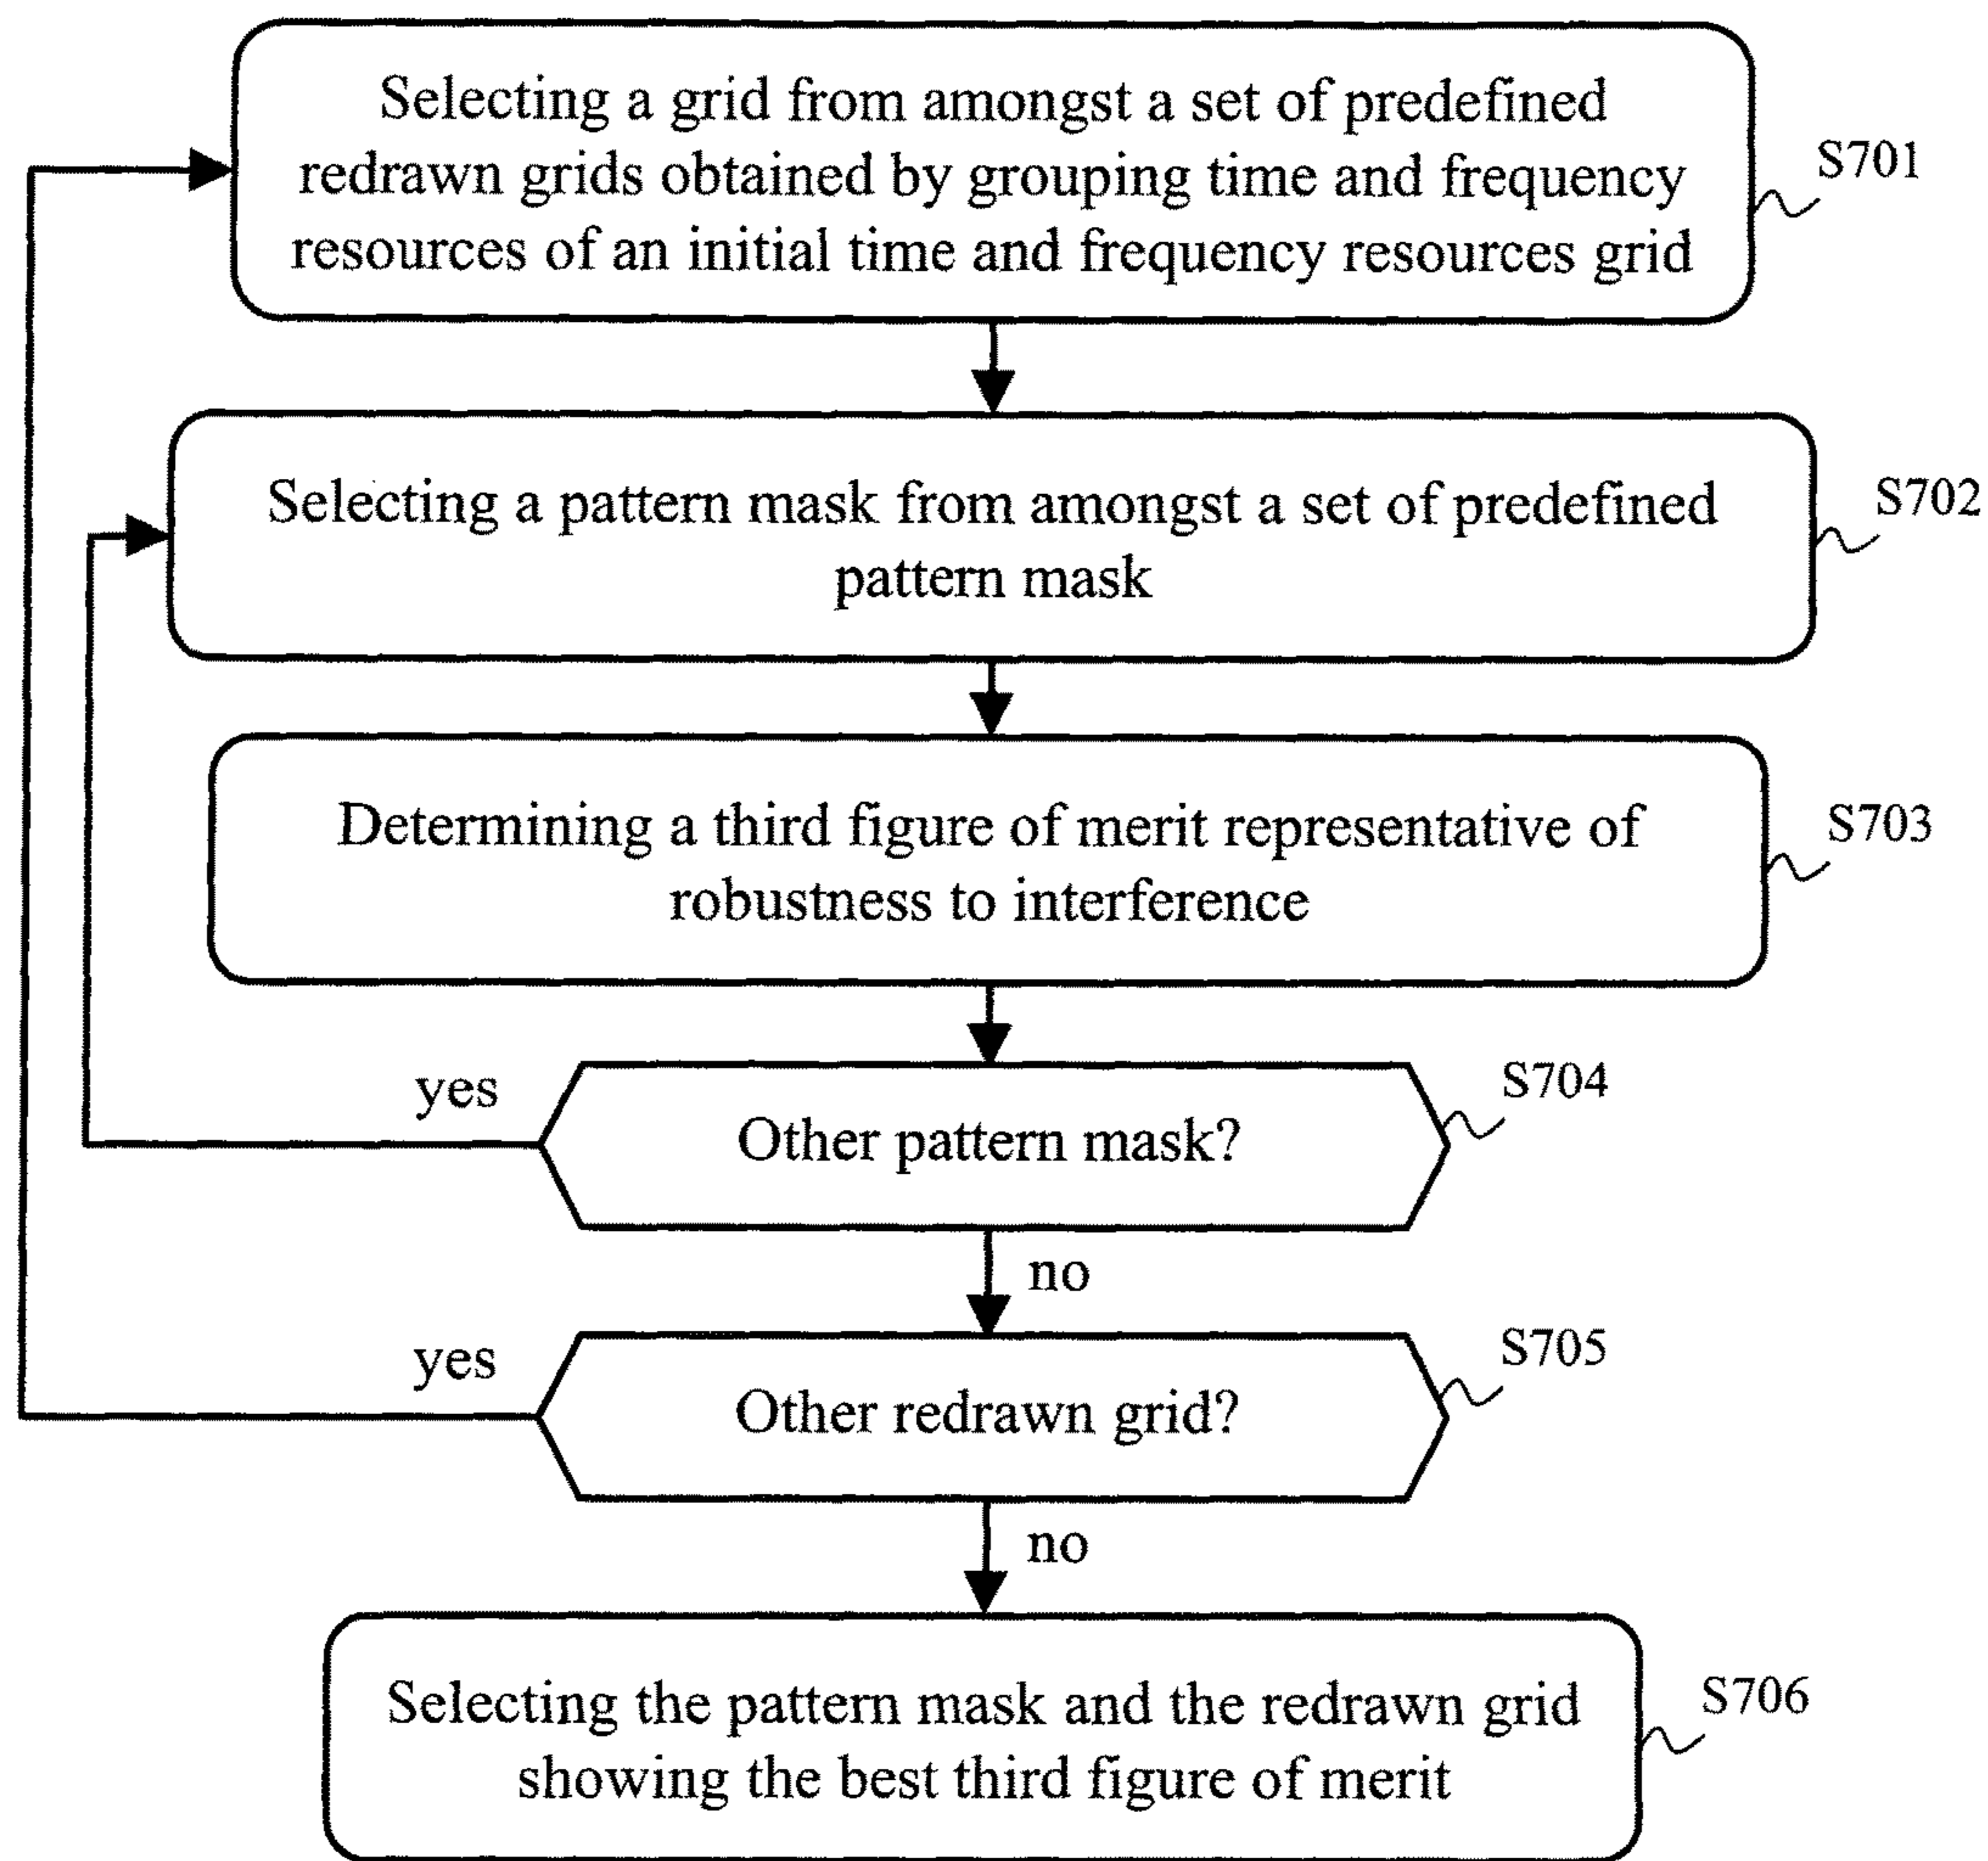 Selecting a grid from amongst a set of predefined
redrawn grids obtained by grouping time and frequency
resources of an initial time and frequency resources grid
S701
Selecting a pattern mask from amongst a set of predefined
pattern mask
S702
Determining a third figure of merit representative of
robustness to interference
S703
yes
Other pattern mask?
S704
no
yes
Other redrawn grid?
S705
no
Selecting the pattern mask and the redrawn grid
showing the best third figure of merit
S706